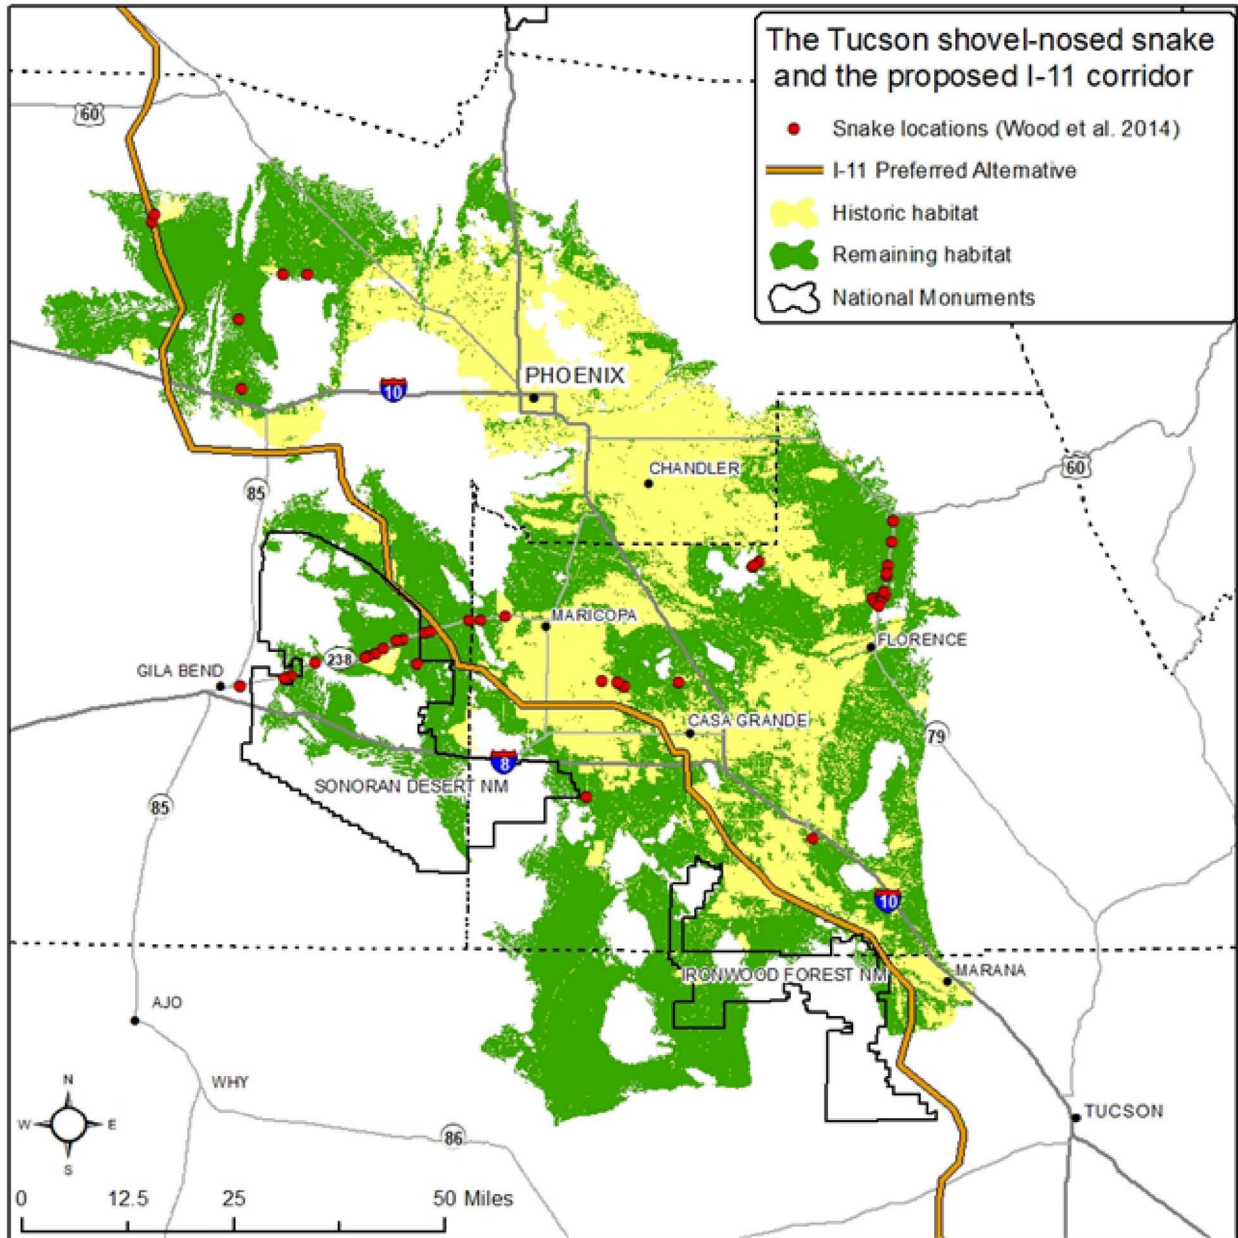 The Tucson shovel-nosed snake
and the proposed I-11 corridor
Snake locations (Wood et al. 2014)
I-11 Preferred Alternative
Historic habitat
Remaining habitat
National Monuments
60
PHOENIX
10
CHANDLER
60
85
MARICOPA
FLORENCE
238
GILA BEND
CASA GRANDE
79
8
SONORAN DESERT NM
85
10
IRONWOOD FOREST NM
MARANA
AJO
WHY
TUCSON
86
N
W E
S
0 12.5 25 50 Miles